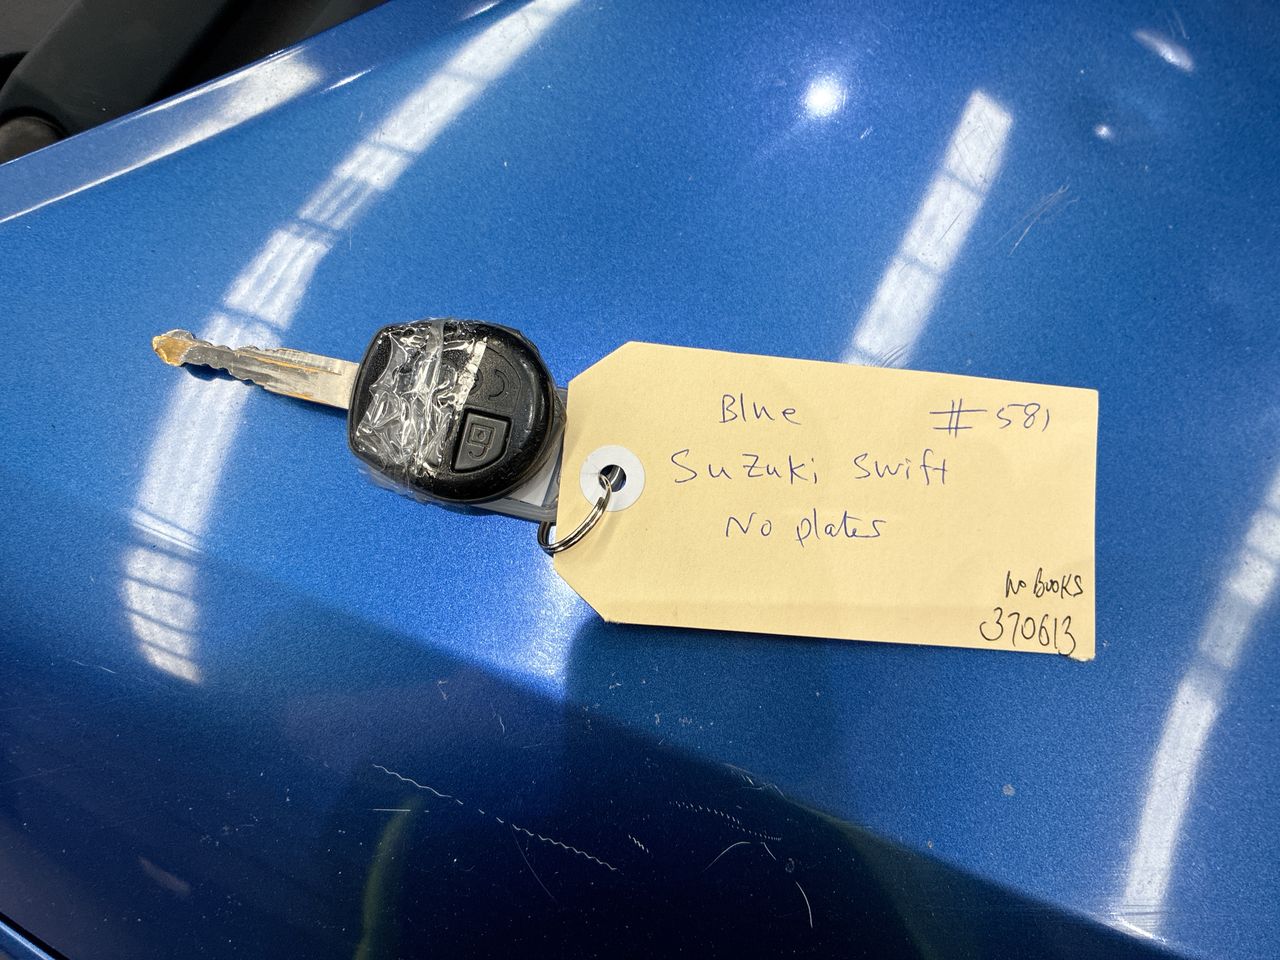 Blue #581
Suzuki Swift
No plates
No Books
370613